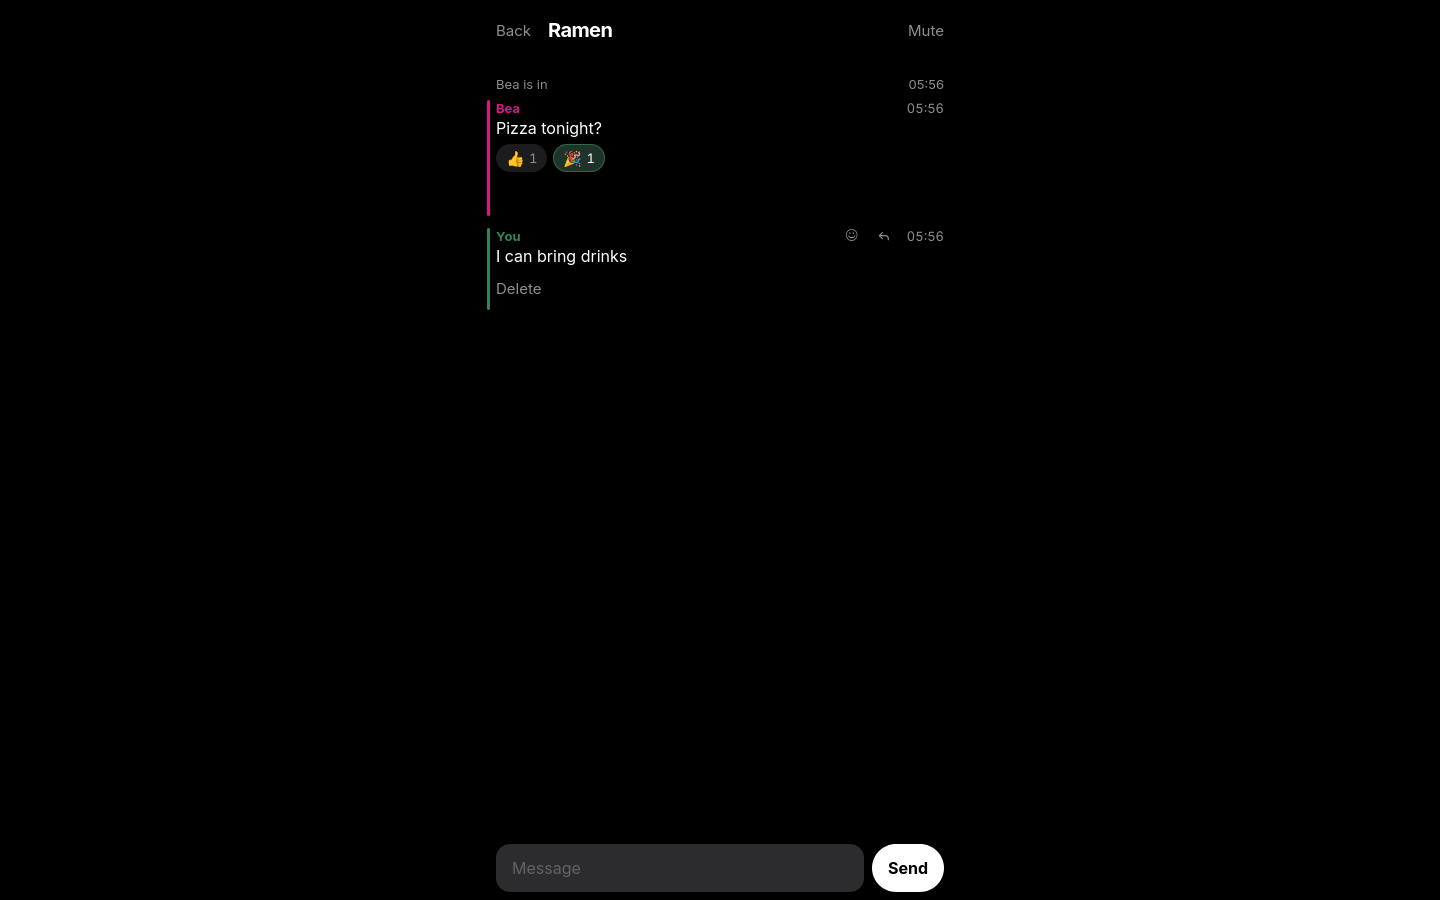 Back Ramen Mute
Bea is in 05:56
Bea 05:56
Pizza tonight?
👍 1 🎉 1
You 05:56
I can bring drinks
Delete
Message Send